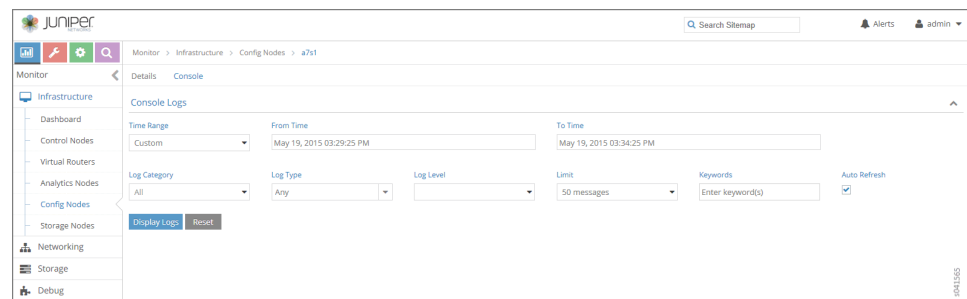 JUNIPER
NETWORKS
Search Sitemap
Alerts
admin
Monitor > Infrastructure > Config Nodes > a7s1
Monitor
Details Console
Infrastructure
Dashboard
Control Nodes
Virtual Routers
Analytics Nodes
Config Nodes
Storage Nodes
Networking
Storage
Debug
Console Logs
Time Range From Time To Time
Custom May 19, 2015 03:29:25 PM May 19, 2015 03:34:25 PM
Log Category Log Type Log Level Limit Keywords Auto Refresh
All Any 50 messages Enter keyword(s)
Display Logs Reset
s041565